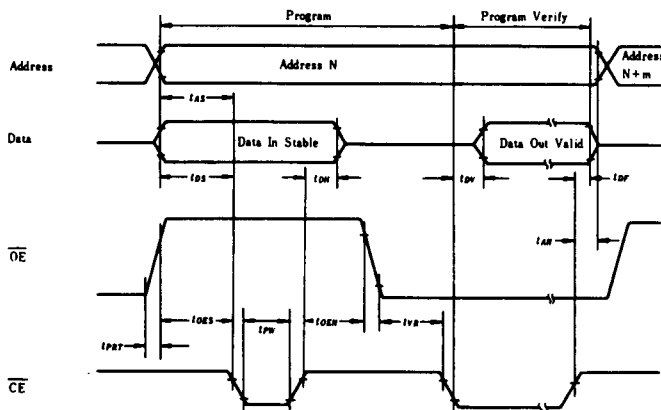 Program
Program Verify
Address
Address N
Address
N+m
tAS
Data
Data In Stable
Data Out Valid
tDS
tDH
tDV
tDF
tAH
OE
tOES
tPW
tOEH
tVR
tPRT
CE